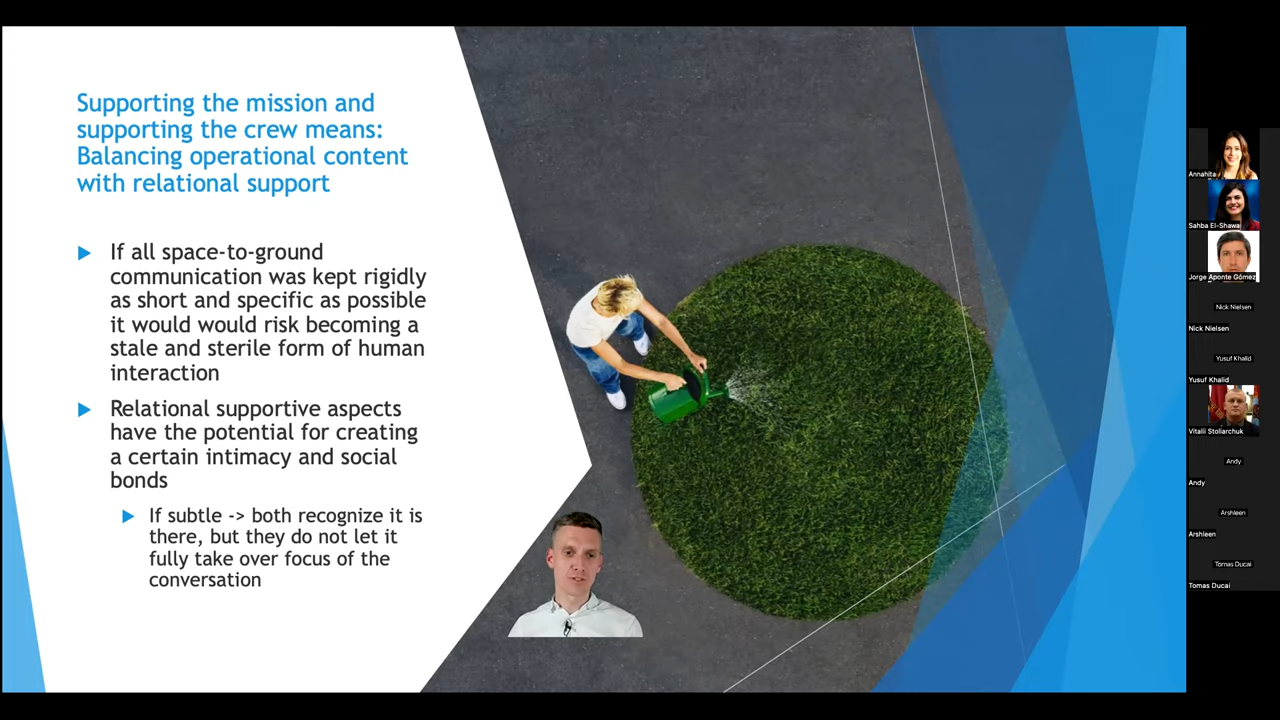 Supporting the mission and
supporting the crew means:
Balancing operational content
with relational support
If all space-to-ground
communication was kept rigidly
as short and specific as possible
it would would risk becoming a
stale and sterile form of human
interaction
Relational supportive aspects
have the potential for creating
a certain intimacy and social
bonds
If subtle -> both recognize it is
there, but they do not let it
fully take over focus of the
conversation
Annahita
Sahba El-Shawa
Jorge Aponte Gómez
Nick Nielsen
Nick Nielsen
Yusuf Khalid
Yusuf Khalid
Vitalii Stoliarchuk
Andy
Andy
Arshleen
Arshleen
Tomas Ducai
Tomas Ducai